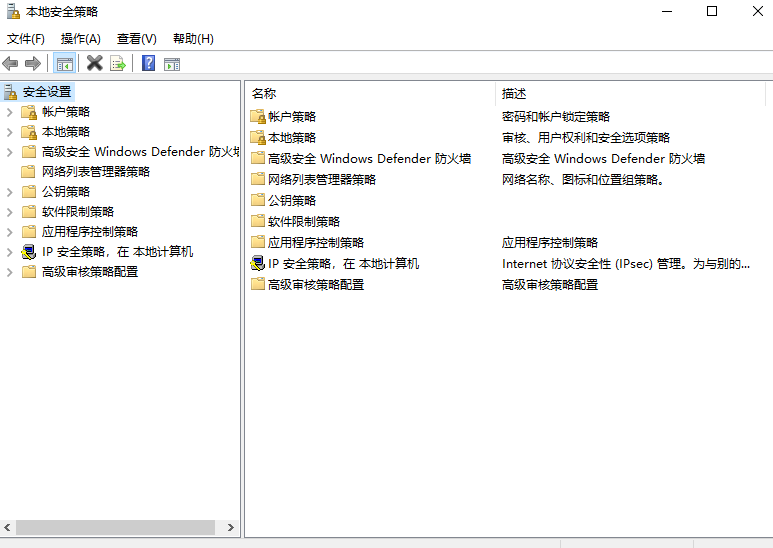 本地安全策略
文件(F) 操作(A) 查看(V) 帮助(H)
安全设置
帐户策略
本地策略
高级安全 Windows Defender 防火
网络列表管理器策略
公钥策略
软件限制策略
应用程序控制策略
IP 安全策略，在 本地计算机
高级审核策略配置
名称 描述
帐户策略 密码和帐户锁定策略
本地策略 审核、用户权利和安全选项策略
高级安全 Windows Defender 防火墙 高级安全 Windows Defender 防火墙
网络列表管理器策略 网络名称、图标和位置组策略。
公钥策略
软件限制策略
应用程序控制策略 应用程序控制策略
IP 安全策略，在 本地计算机 Internet 协议安全性 (IPsec) 管理。为与别的...
高级审核策略配置 高级审核策略配置